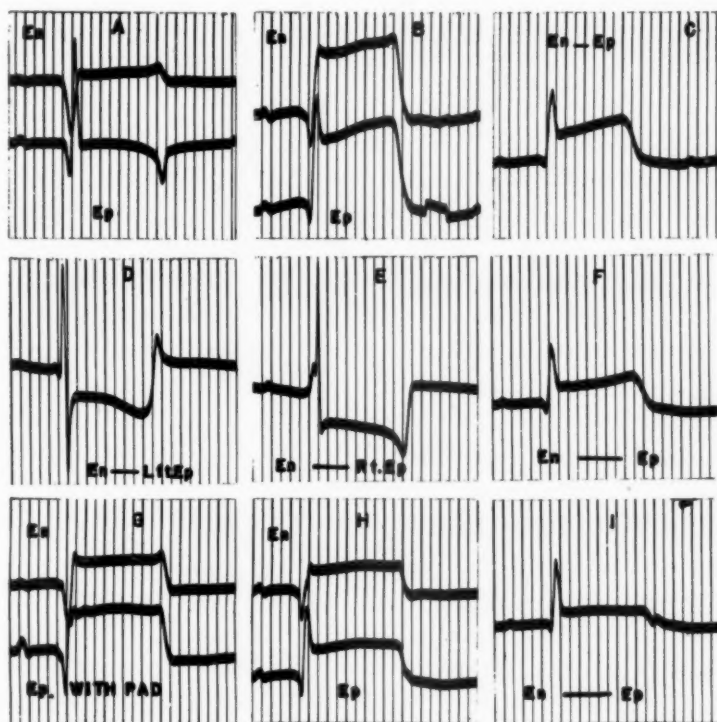 A
En
Ep
B
En
Ep
C
En — Ep
D
En — Lft Ep
E
En — Rt. Ep
F
En — Ep
G
En
Ep. WITH PAD
H
En
Ep
I
En — Ep